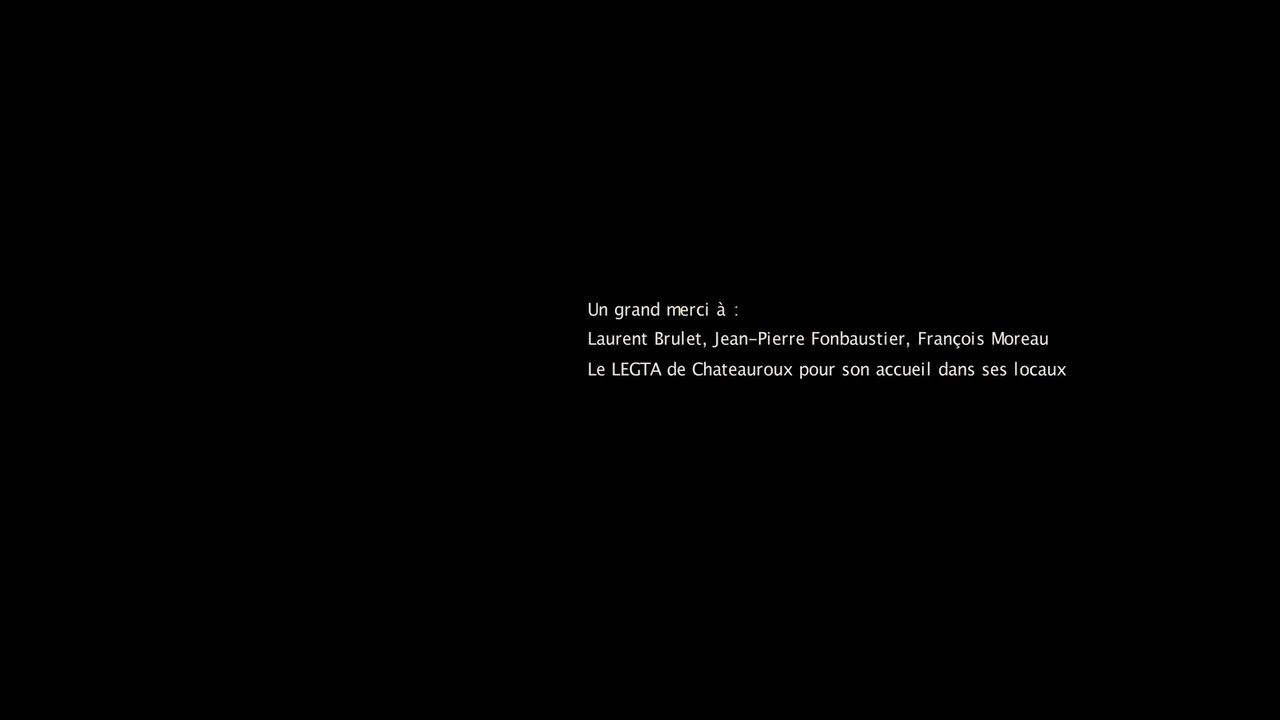 Un grand merci à :
Laurent Brulet, Jean-Pierre Fonbaustier, François Moreau
Le LEGTA de Chateauroux pour son accueil dans ses locaux